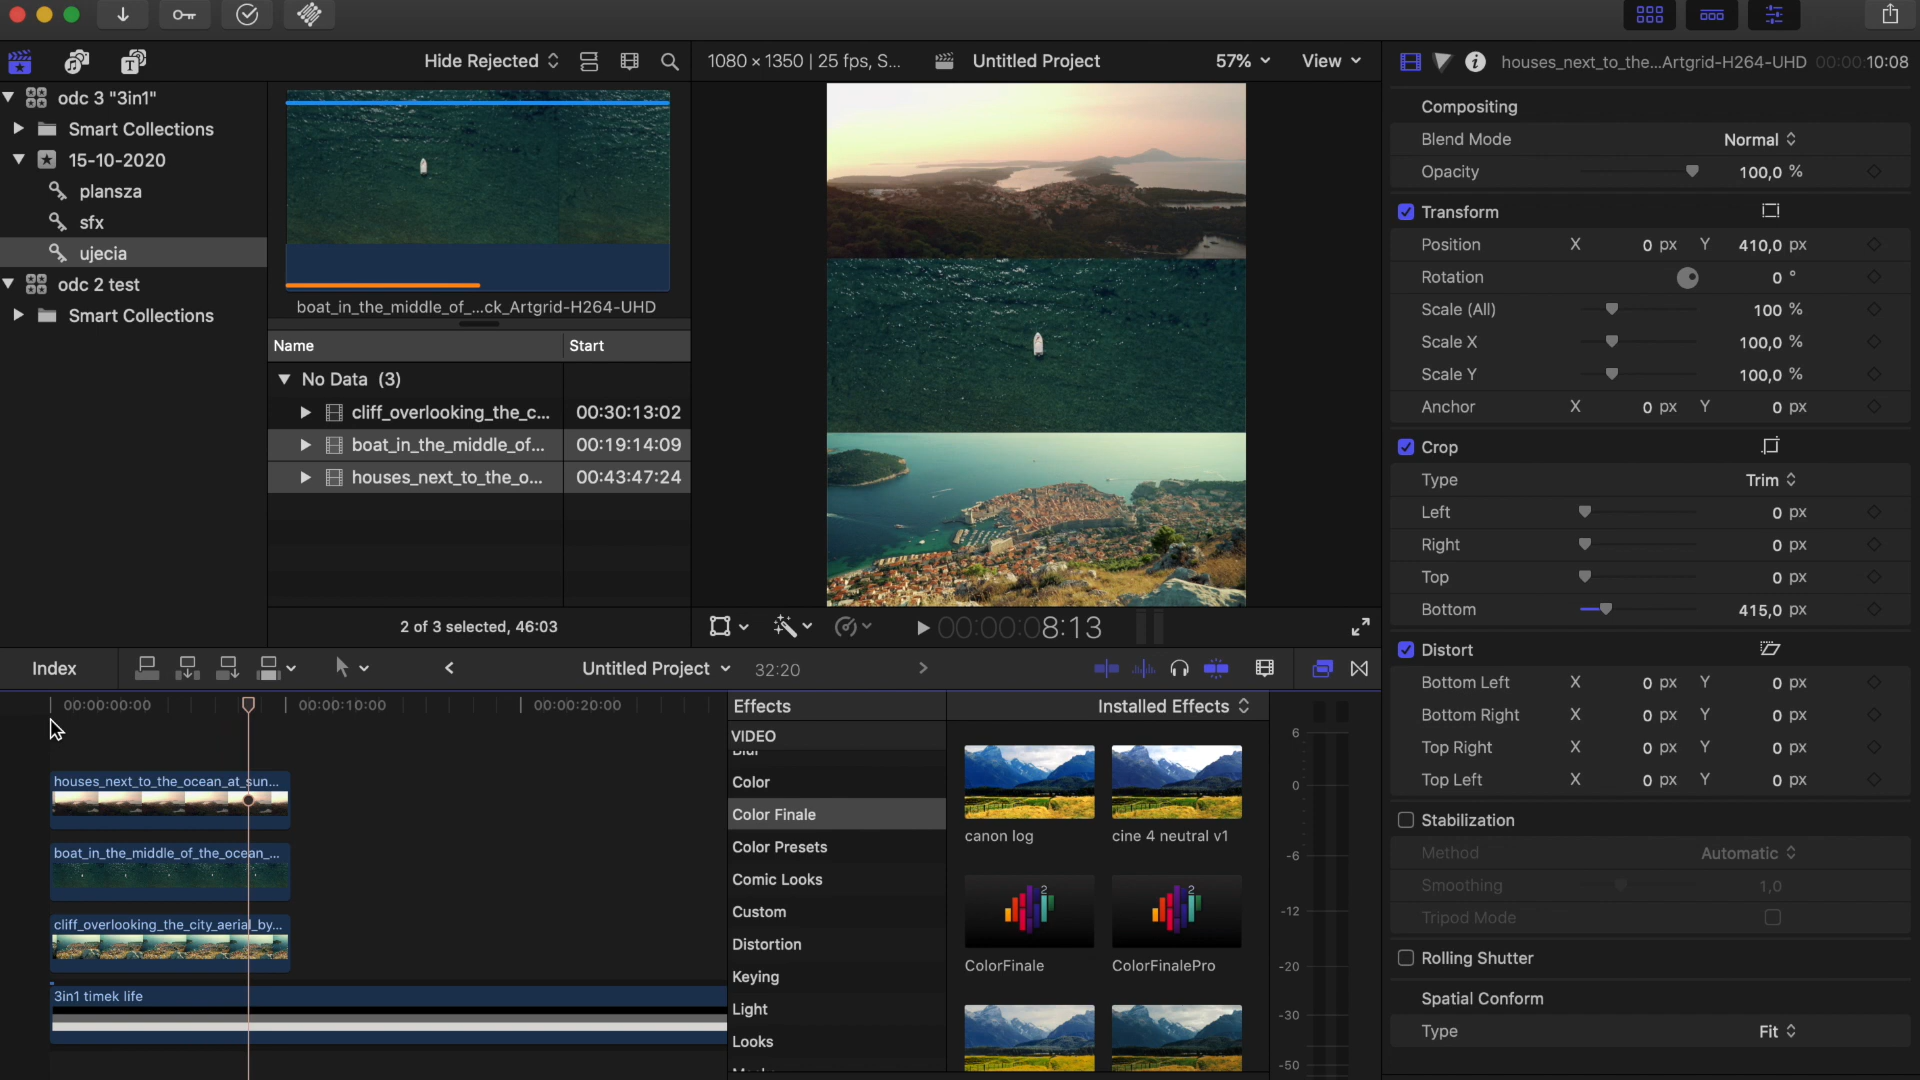 Hide Rejected
1080 × 1350 | 25 fps, S...
Untitled Project
57%
View
houses_next_to_the...Artgrid-H264-UHD
00:00:10:08
odc 3 "3in1"
Smart Collections
15-10-2020
plansza
sfx
ujecia
odc 2 test
Smart Collections
boat_in_the_middle_of_...ck_Artgrid-H264-UHD
Name
Start
No Data (3)
cliff_overlooking_the_c...
00:30:13:02
boat_in_the_middle_of...
00:19:14:09
houses_next_to_the_o...
00:43:47:24
2 of 3 selected, 46:03
00:00:08:13
Compositing
Blend Mode
Normal
Opacity
100,0 %
Transform
Position X 0 px Y 410,0 px
Rotation 0 °
Scale (All) 100 %
Scale X 100,0 %
Scale Y 100,0 %
Anchor X 0 px Y 0 px
Crop
Type Trim
Left 0 px
Right 0 px
Top 0 px
Bottom 415,0 px
Distort
Bottom Left X 0 px Y 0 px
Bottom Right X 0 px Y 0 px
Top Right X 0 px Y 0 px
Top Left X 0 px Y 0 px
Stabilization
Method Automatic
Smoothing 1,0
Tripod Mode
Rolling Shutter
Spatial Conform
Type Fit
Index
Untitled Project
32:20
00:00:00:00
00:00:10:00
00:00:20:00
houses_next_to_the_ocean_at_sun...
boat_in_the_middle_of_the_ocean_...
cliff_overlooking_the_city_aerial_by...
3in1 timek life
Effects
Installed Effects
VIDEO
Blur
Color
Color Finale
Color Presets
Comic Looks
Custom
Distortion
Keying
Light
Looks
canon log
cine 4 neutral v1
2
2
ColorFinale
ColorFinalePro
6
0
-6
-12
-20
-30
-50